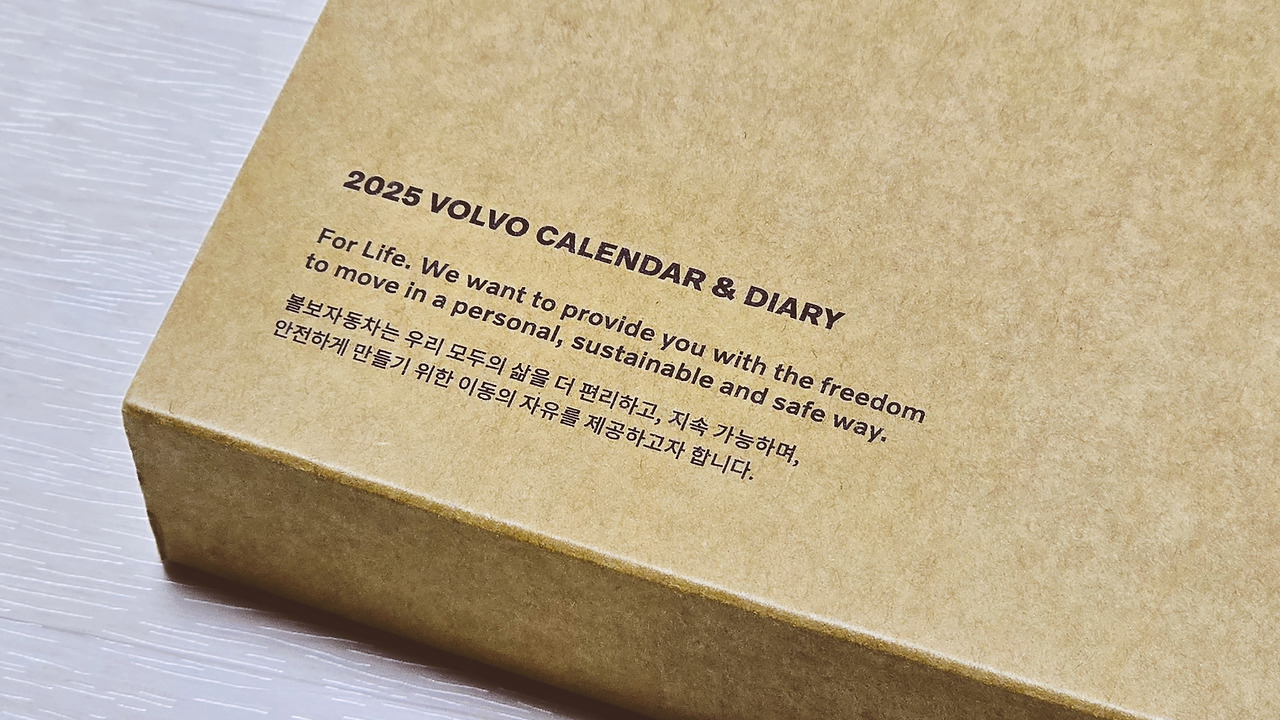 2025 VOLVO CALENDAR & DIARY
For Life. We want to provide you with the freedom
to move in a personal, sustainable and safe way.
볼보자동차는 우리 모두의 삶을 더 편리하고, 지속 가능하며,
안전하게 만들기 위한 이동의 자유를 제공하고자 합니다.